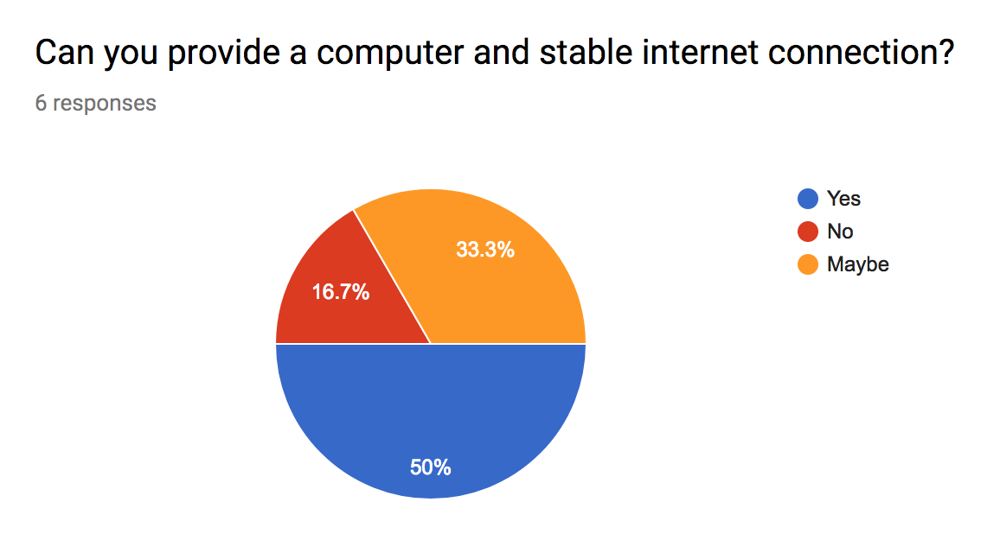 Can you provide a computer and stable internet connection?
6 responses
Yes
No
Maybe
33.3%
16.7%
50%